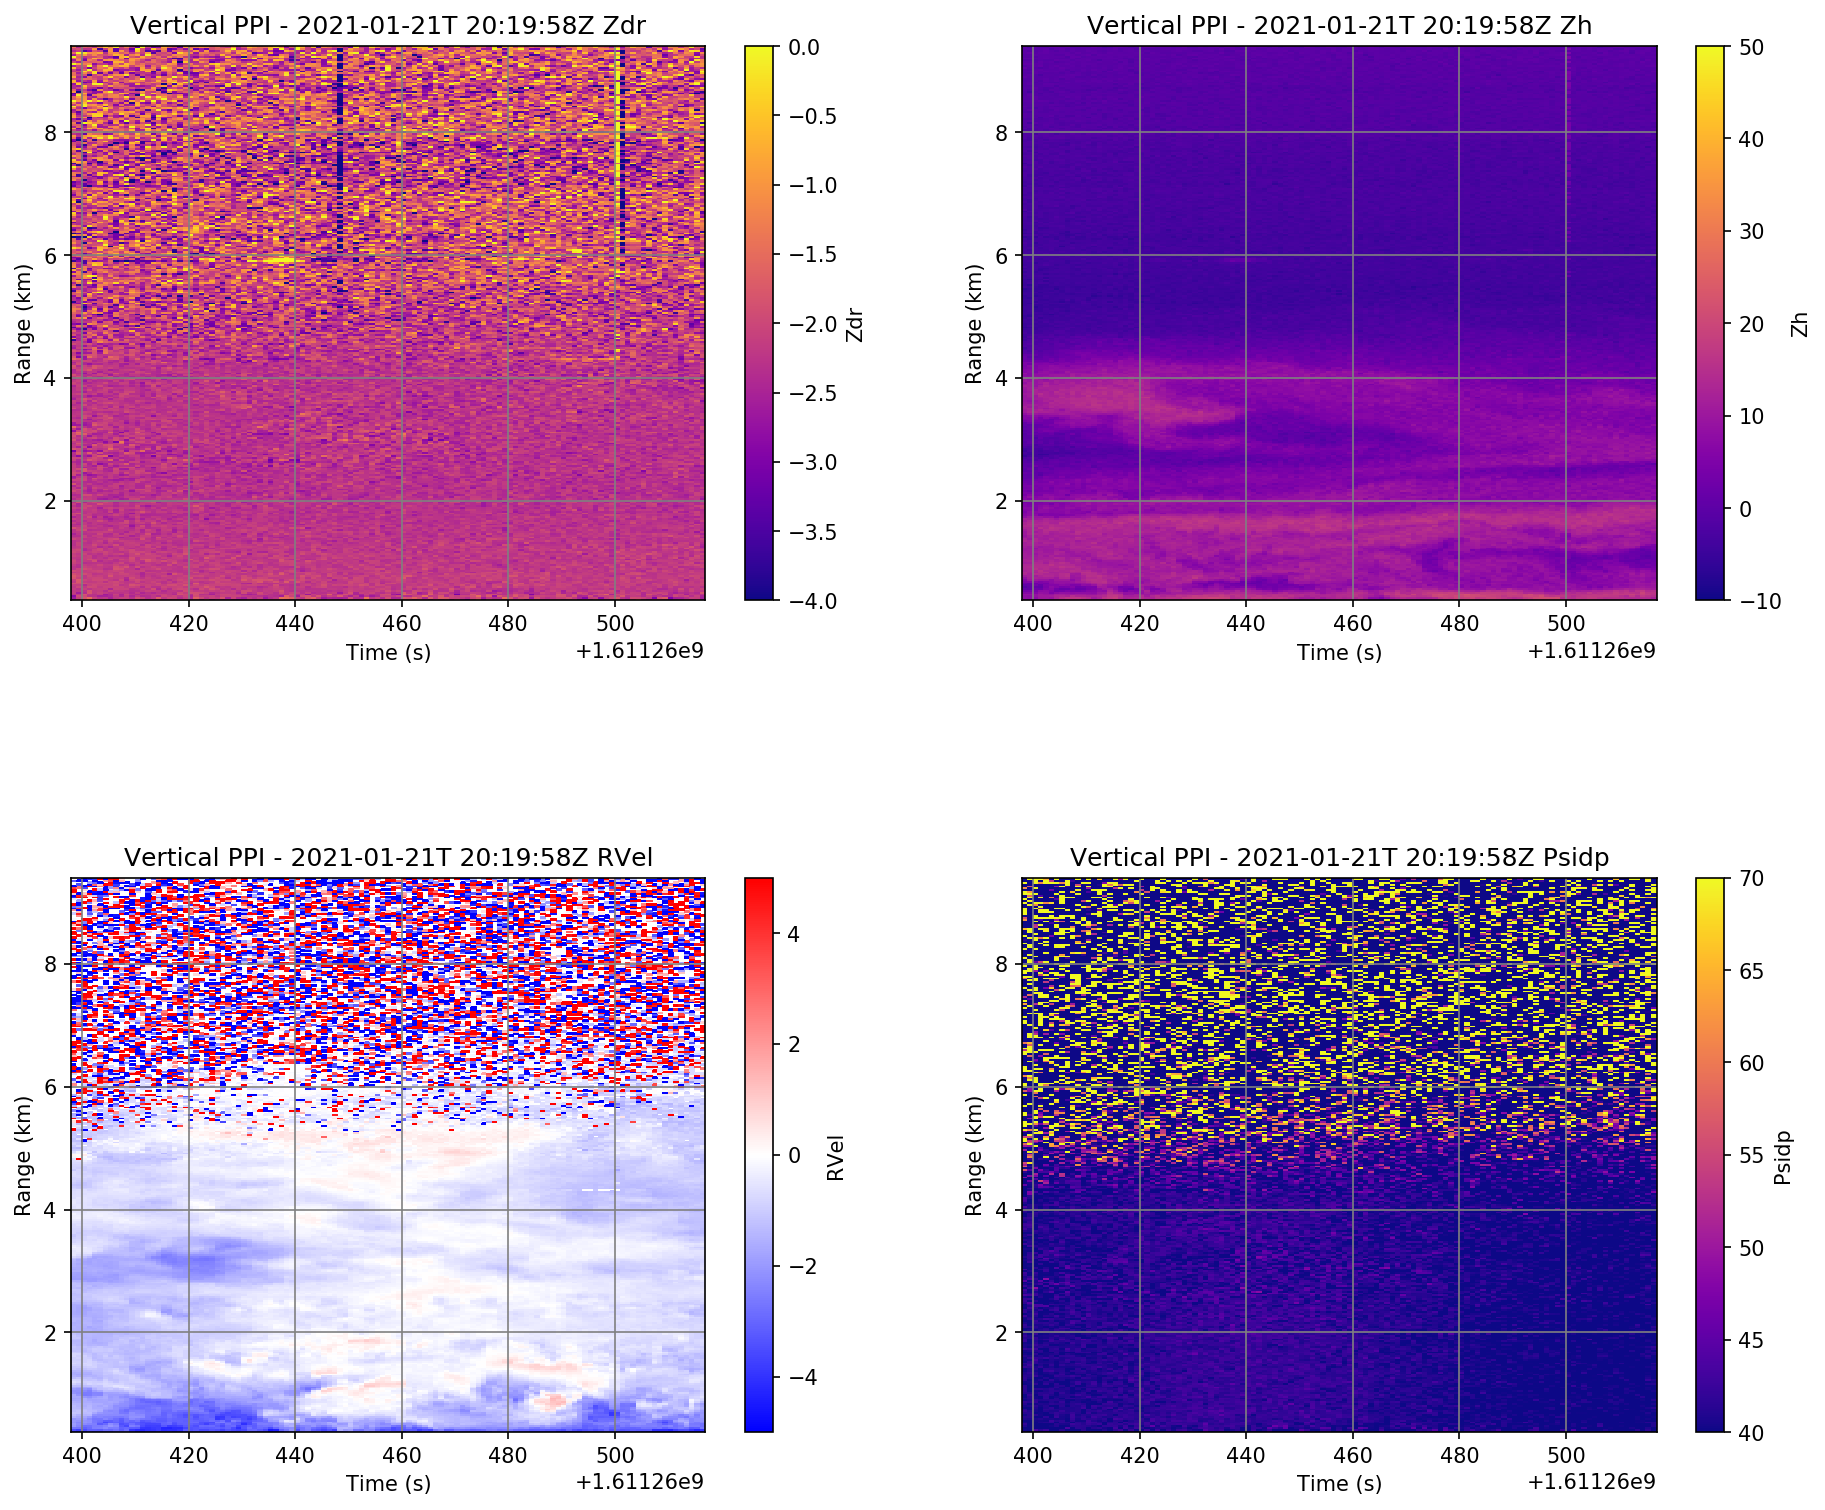 Vertical PPI - 2021-01-21T 20:19:58Z Zdr
8
6
4
2
Range (km)
400 420 440 460 480 500
Time (s)
+1.61126e9
0.0
−0.5
−1.0
−1.5
−2.0
−2.5
−3.0
−3.5
−4.0
Zdr
Vertical PPI - 2021-01-21T 20:19:58Z Zh
8
6
4
2
Range (km)
400 420 440 460 480 500
Time (s)
+1.61126e9
50
40
30
20
10
0
−10
Zh
Vertical PPI - 2021-01-21T 20:19:58Z RVel
8
6
4
2
Range (km)
400 420 440 460 480 500
Time (s)
+1.61126e9
4
2
0
−2
−4
RVel
Vertical PPI - 2021-01-21T 20:19:58Z Psidp
8
6
4
2
Range (km)
400 420 440 460 480 500
Time (s)
+1.61126e9
70
65
60
55
50
45
40
Psidp